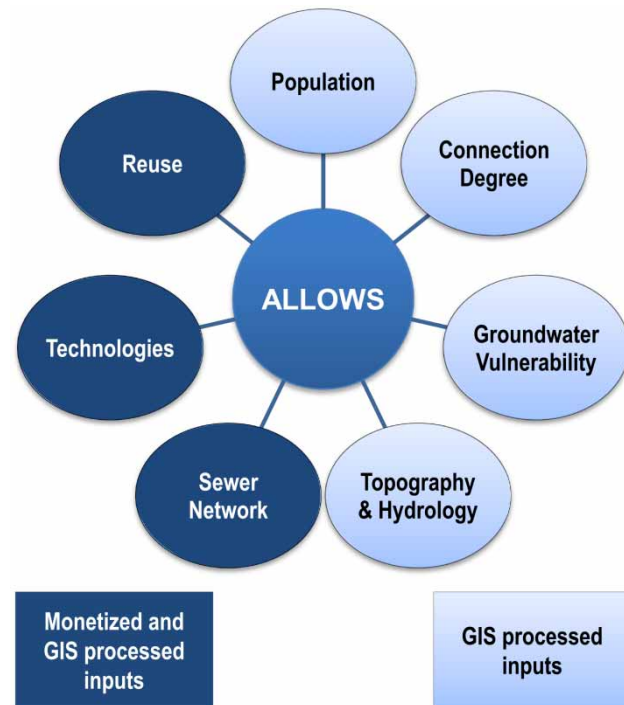 Population
Connection
Degree
Reuse
ALLOWS
Groundwater
Vulnerability
Technologies
Topography
& Hydrology
Sewer
Network
Monetized and
GIS processed
inputs
GIS processed
inputs